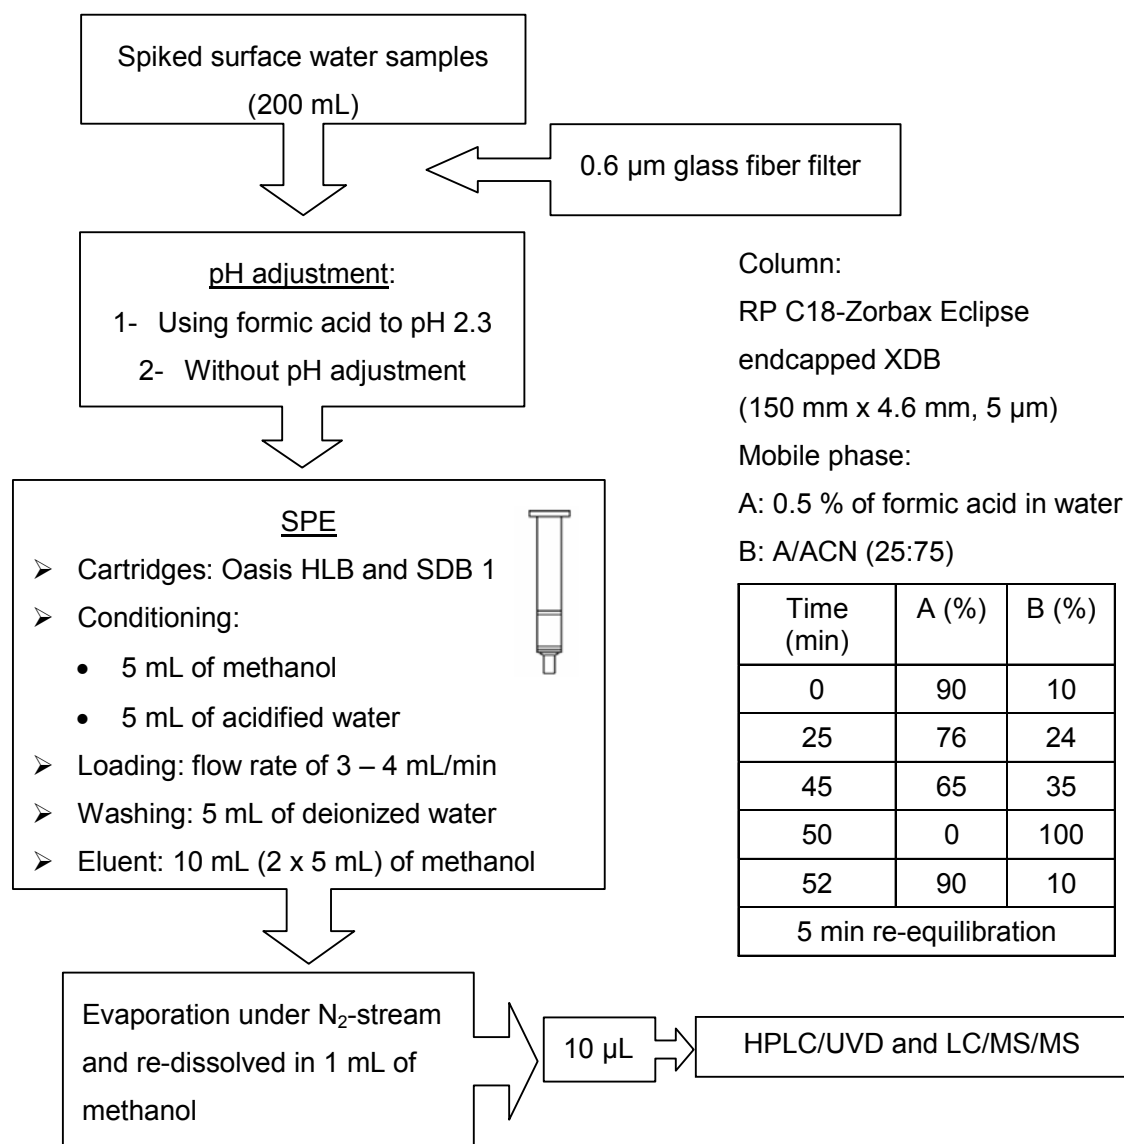 Spiked surface water samples
(200 mL)
0.6 µm glass fiber filter
pH adjustment:
1- Using formic acid to pH 2.3
2- Without pH adjustment
SPE
➢ Cartridges: Oasis HLB and SDB 1
➢ Conditioning:
• 5 mL of methanol
• 5 mL of acidified water
➢ Loading: flow rate of 3 – 4 mL/min
➢ Washing: 5 mL of deionized water
➢ Eluent: 10 mL (2 x 5 mL) of methanol
Column:
RP C18-Zorbax Eclipse
endcapped XDB
(150 mm x 4.6 mm, 5 µm)
Mobile phase:
A: 0.5 % of formic acid in water
B: A/ACN (25:75)
Time (min) A (%) B (%)
0 90 10
25 76 24
45 65 35
50 0 100
52 90 10
5 min re-equilibration
Evaporation under N₂-stream
and re-dissolved in 1 mL of
methanol
10 µL
HPLC/UVD and LC/MS/MS